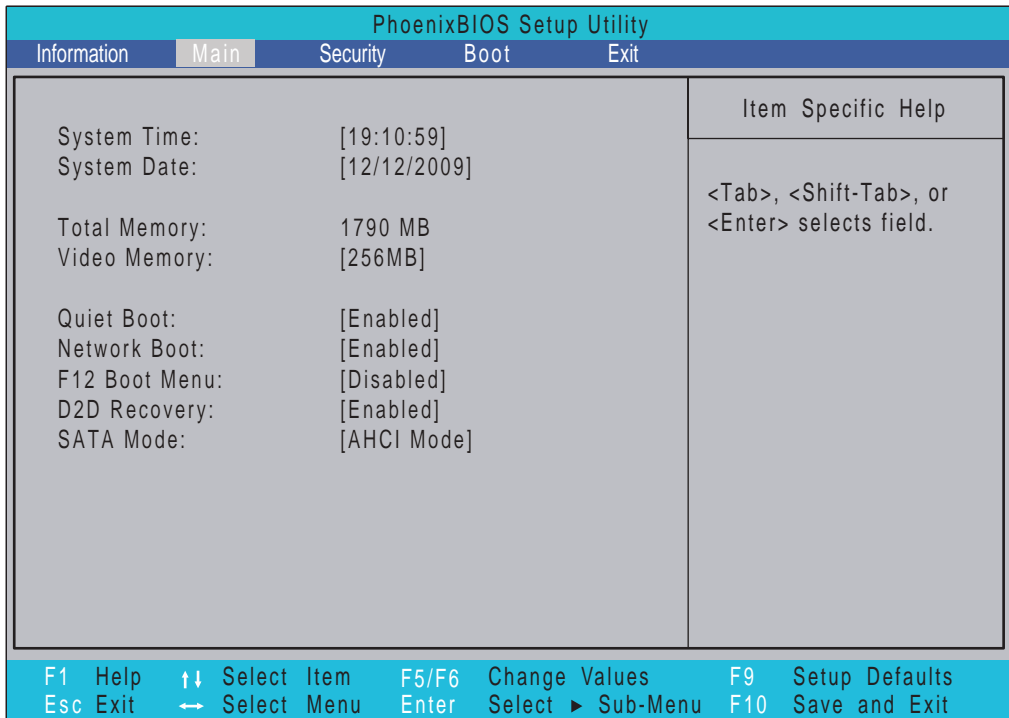 PhoenixBIOS Setup Utility
Information Main Security Boot Exit
Item Specific Help
System Time: [19:10:59]
System Date: [12/12/2009]
<Tab>, <Shift-Tab>, or
<Enter> selects field.
Total Memory: 1790 MB
Video Memory: [256MB]
Quiet Boot: [Enabled]
Network Boot: [Enabled]
F12 Boot Menu: [Disabled]
D2D Recovery: [Enabled]
SATA Mode: [AHCI Mode]
F1 Help ↑↓ Select Item F5/F6 Change Values F9 Setup Defaults
Esc Exit ↔ Select Menu Enter Select ► Sub-Menu F10 Save and Exit